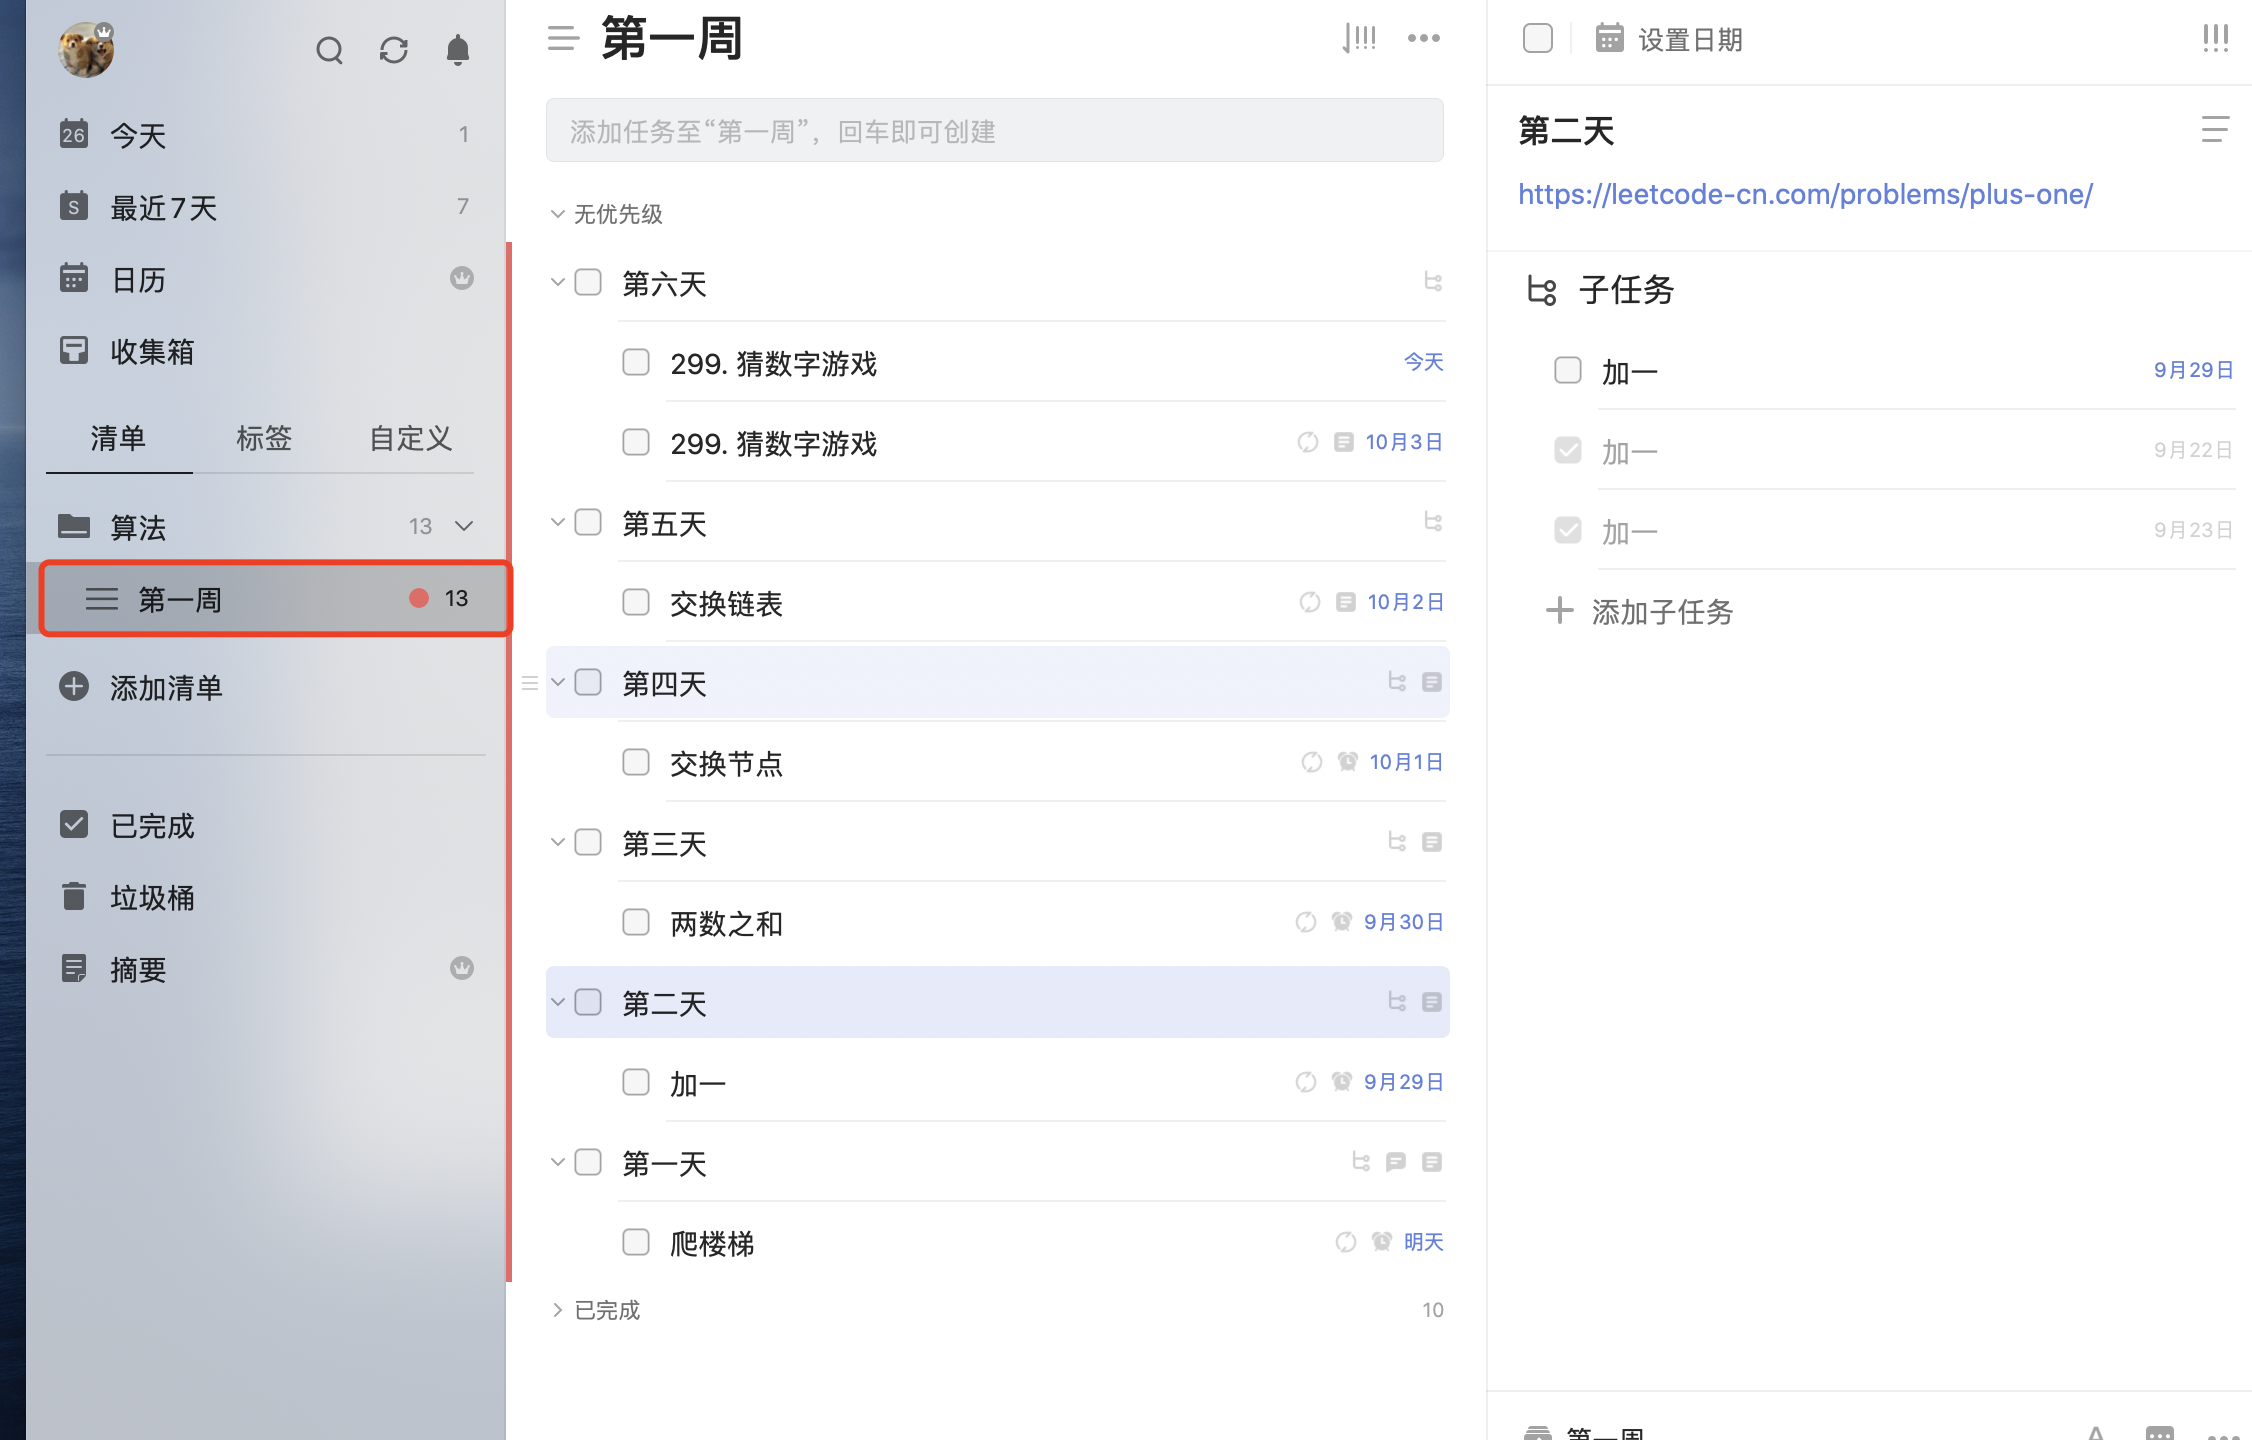 26 今天 1
S 最近7天 7
日历
收集箱
清单 标签 自定义
算法 13
第一周 13
添加清单
已完成
垃圾桶
摘要
第一周
添加任务至“第一周”，回车即可创建
无优先级
第六天
299. 猜数字游戏 今天
299. 猜数字游戏 10月3日
第五天
交换链表 10月2日
第四天
交换节点 10月1日
第三天
两数之和 9月30日
第二天
加一 9月29日
第一天
爬楼梯 明天
已完成 10
设置日期
第二天
https://leetcode-cn.com/problems/plus-one/
子任务
加一 9月29日
加一 9月22日
加一 9月23日
添加子任务
第一周 A